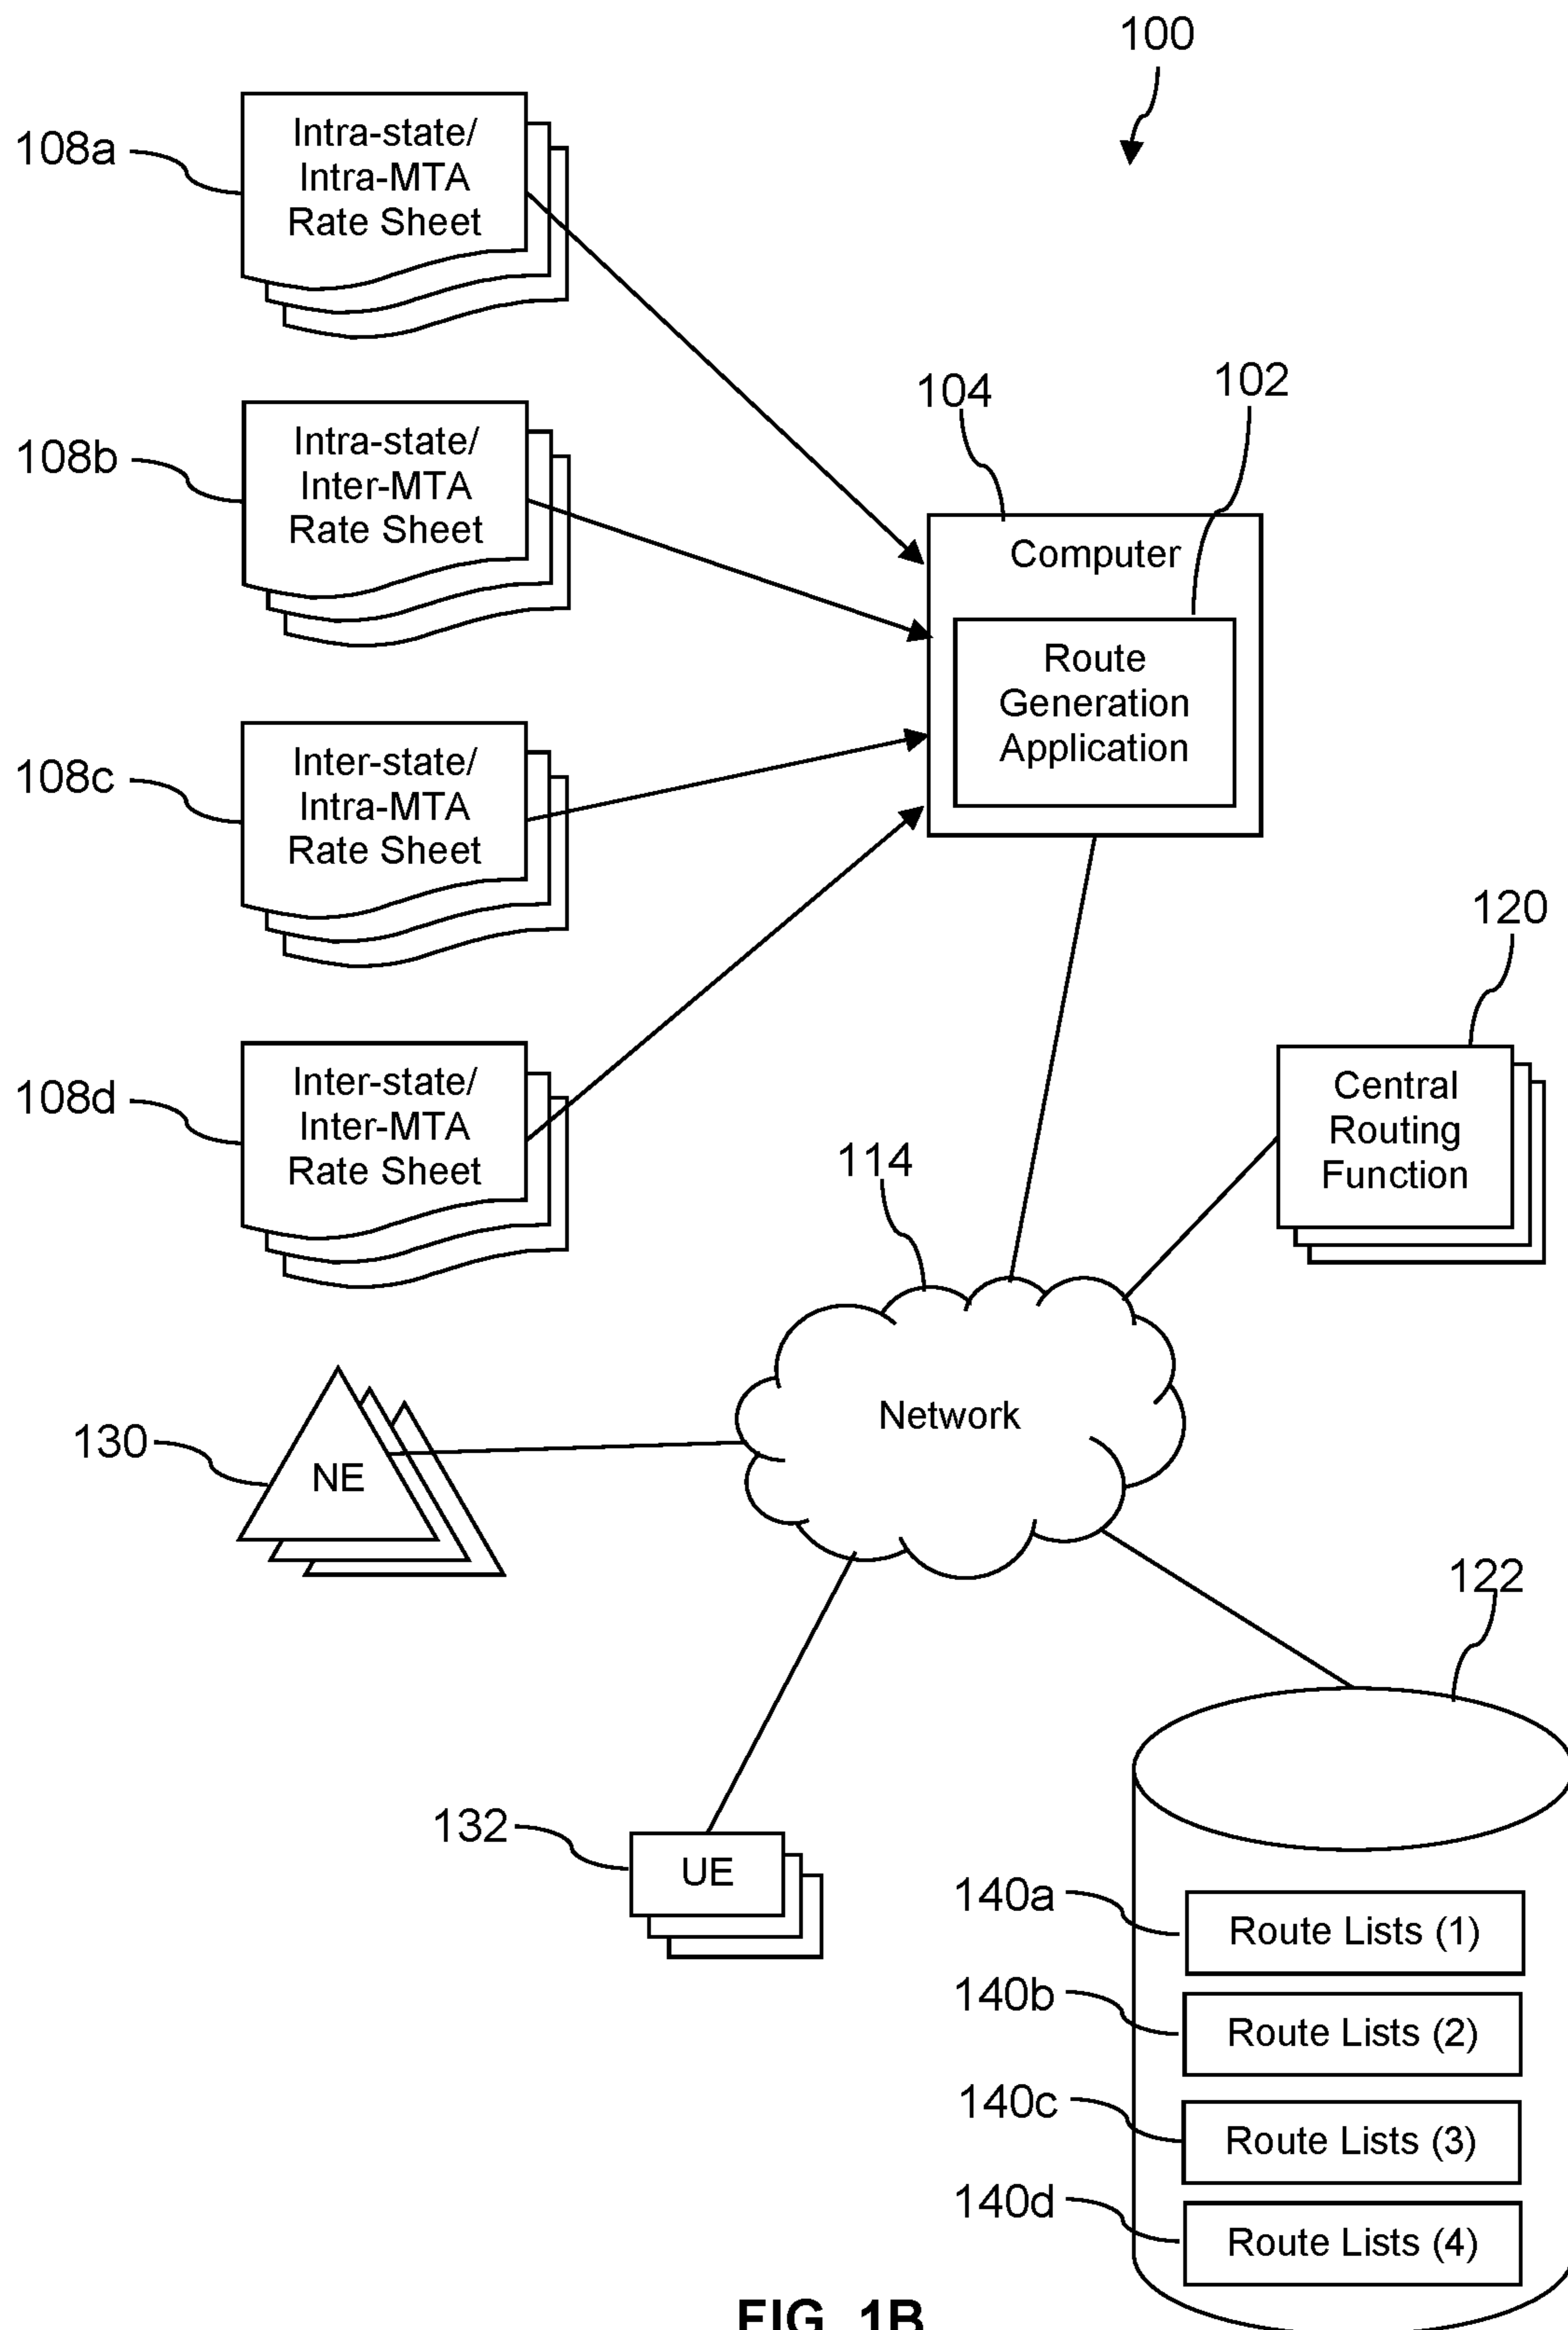 100
108a
Intra-state/
Intra-MTA
Rate Sheet
108b
Intra-state/
Inter-MTA
Rate Sheet
104
102
Computer
Route
Generation
Application
108c
Inter-state/
Intra-MTA
Rate Sheet
108d
Inter-state/
Inter-MTA
Rate Sheet
120
Central
Routing
Function
114
Network
130
NE
122
132
UE
140a
Route Lists (1)
140b
Route Lists (2)
140c
Route Lists (3)
140d
Route Lists (4)
FIG. 1B